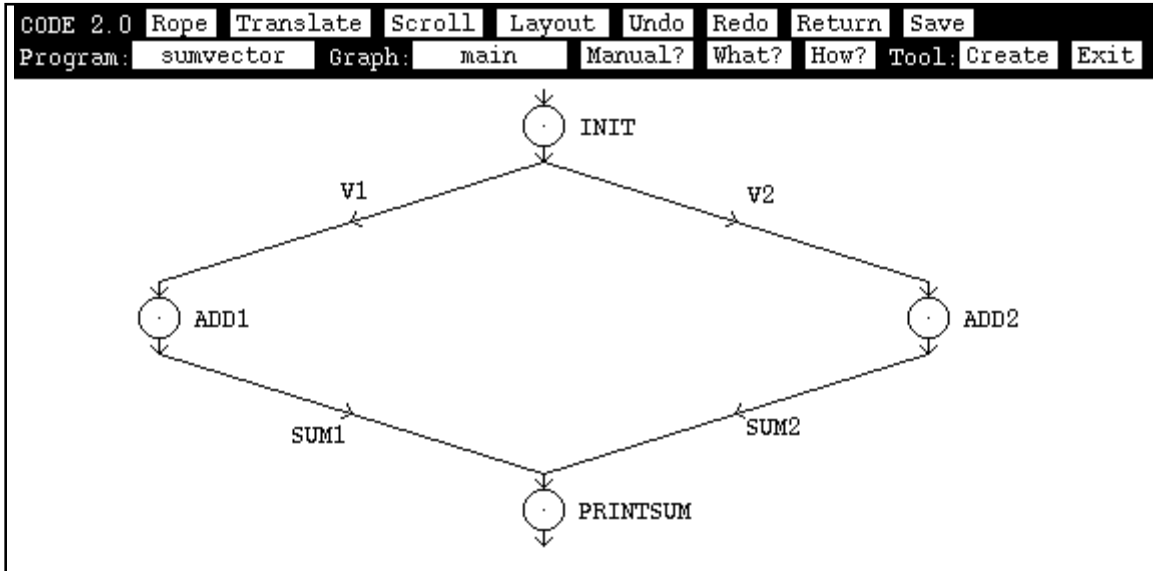 CODE 2.0 Rope Translate Scroll Layout Undo Redo Return Save
Program: sumvector Graph: main Manual? What? How? Tool: Create Exit
INIT
V1 V2
ADD1 ADD2
SUM1 SUM2
PRINTSUM